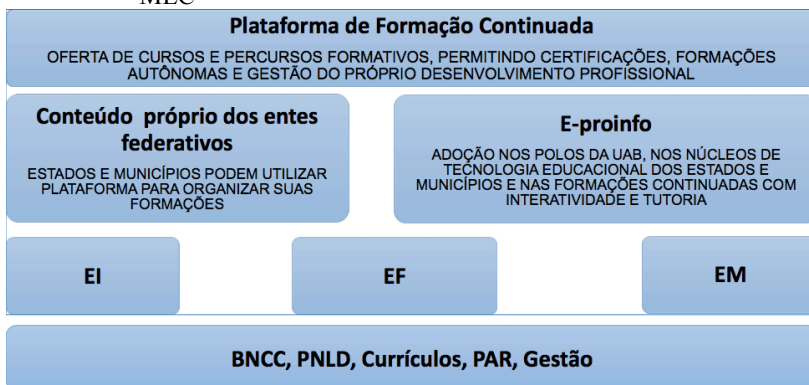 MEC
Plataforma de Formação Continuada
OFERTA DE CURSOS E PERCURSOS FORMATIVOS, PERMITINDO CERTIFICAÇÕES, FORMAÇÕES
AUTÔNOMAS E GESTÃO DO PRÓPRIO DESENVOLVIMENTO PROFISSIONAL
Conteúdo próprio dos entes
federativos
ESTADOS E MUNICÍPIOS PODEM UTILIZAR
PLATAFORMA PARA ORGANIZAR SUAS
FORMAÇÕES
E-proinfo
ADOÇÃO NOS POLOS DA UAB, NOS NÚCLEOS DE
TECNOLOGIA EDUCACIONAL DOS ESTADOS E
MUNICÍPIOS E NAS FORMAÇÕES CONTINUADAS COM
INTERATIVIDADE E TUTORIA
EI
EF
EM
BNCC, PNLD, Currículos, PAR, Gestão